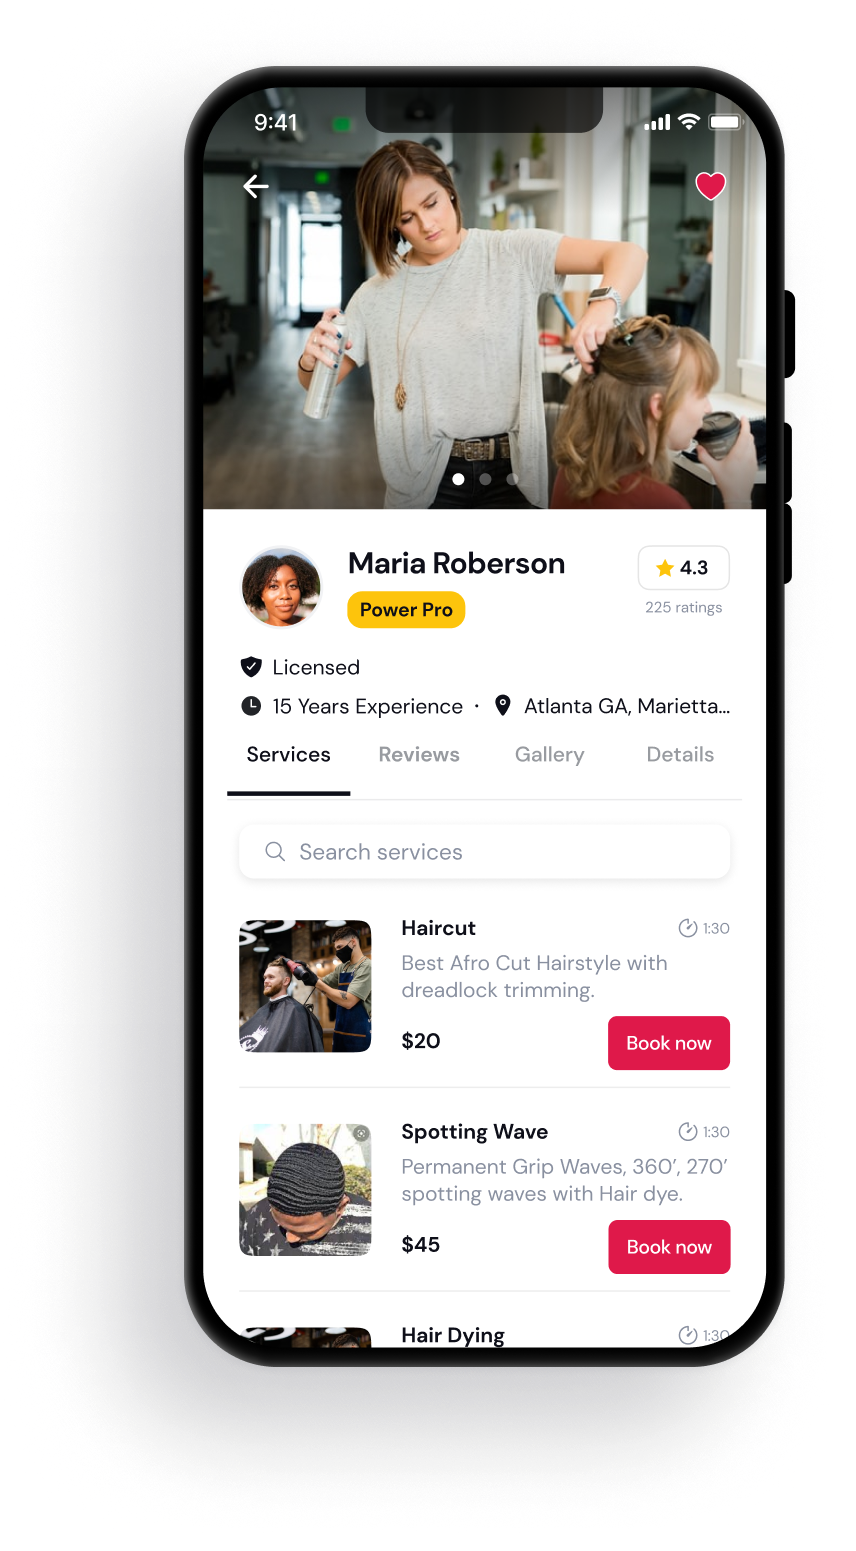 9:41
Maria Roberson
4.3
Power Pro
225 ratings
Licensed
15 Years Experience · Atlanta GA, Marietta...
Services Reviews Gallery Details
Search services
Haircut 1:30
Best Afro Cut Hairstyle with
dreadlock trimming.
$20 Book now
Spotting Wave 1:30
Permanent Grip Waves, 360′, 270′
spotting waves with Hair dye.
$45 Book now
Hair Dying 1:30